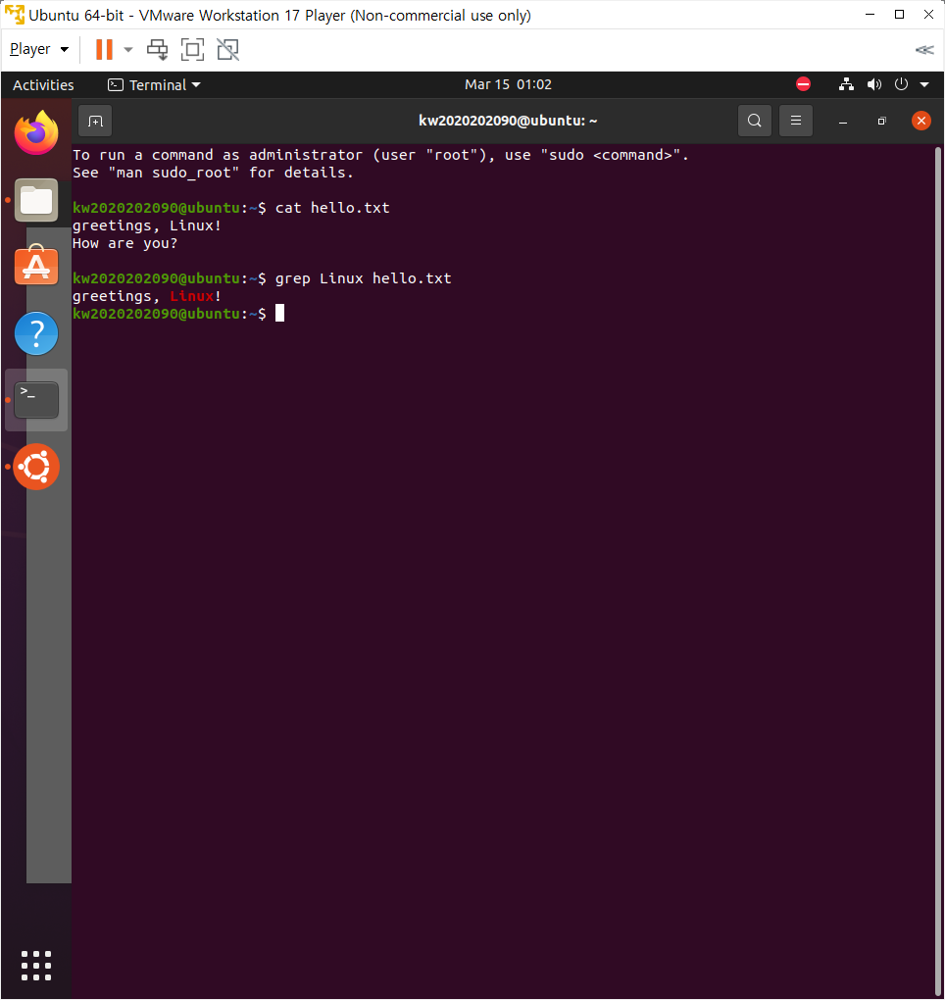 Ubuntu 64-bit - VMware Workstation 17 Player (Non-commercial use only)
Player
Activities
Terminal
Mar 15 01:02
kw2020202090@ubuntu: ~
To run a command as administrator (user "root"), use "sudo <command>".
See "man sudo_root" for details.
kw2020202090@ubuntu:~$ cat hello.txt
greetings, Linux!
How are you?
kw2020202090@ubuntu:~$ grep Linux hello.txt
greetings, Linux!
kw2020202090@ubuntu:~$